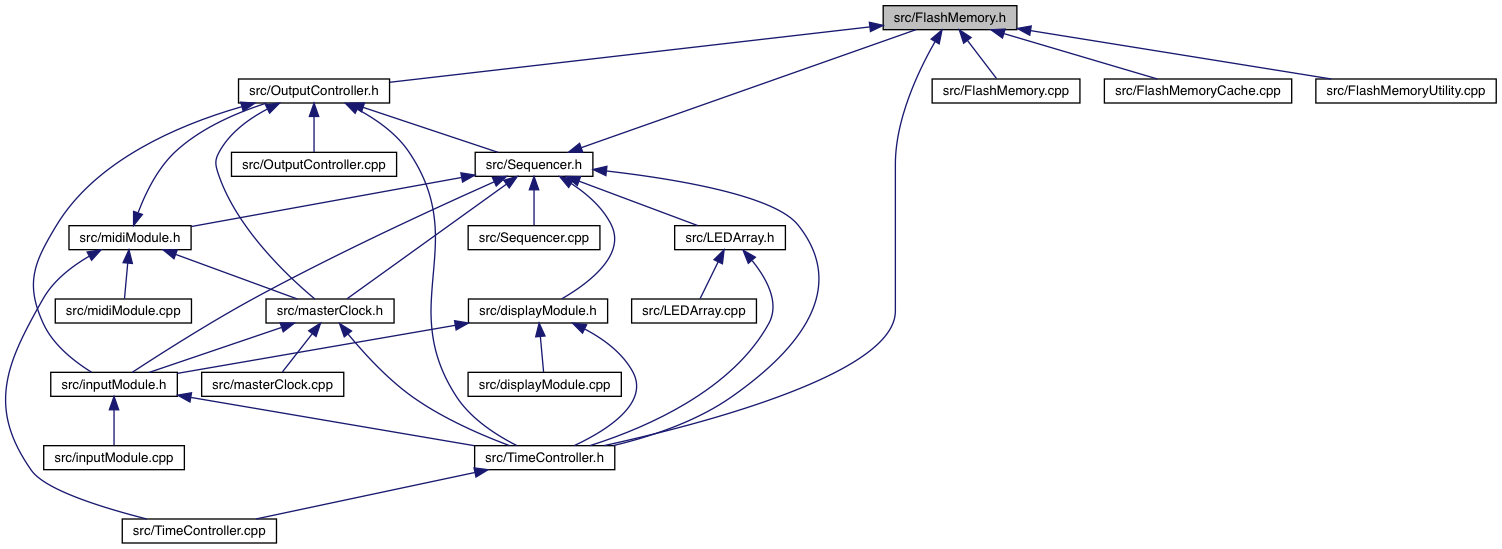 src/FlashMemory.h
src/OutputController.h
src/FlashMemory.cpp
src/FlashMemoryCache.cpp
src/FlashMemoryUtility.cpp
src/OutputController.cpp
src/Sequencer.h
src/midiModule.h
src/Sequencer.cpp
src/LEDArray.h
src/midiModule.cpp
src/masterClock.h
src/displayModule.h
src/LEDArray.cpp
src/inputModule.h
src/masterClock.cpp
src/displayModule.cpp
src/inputModule.cpp
src/TimeController.h
src/TimeController.cpp